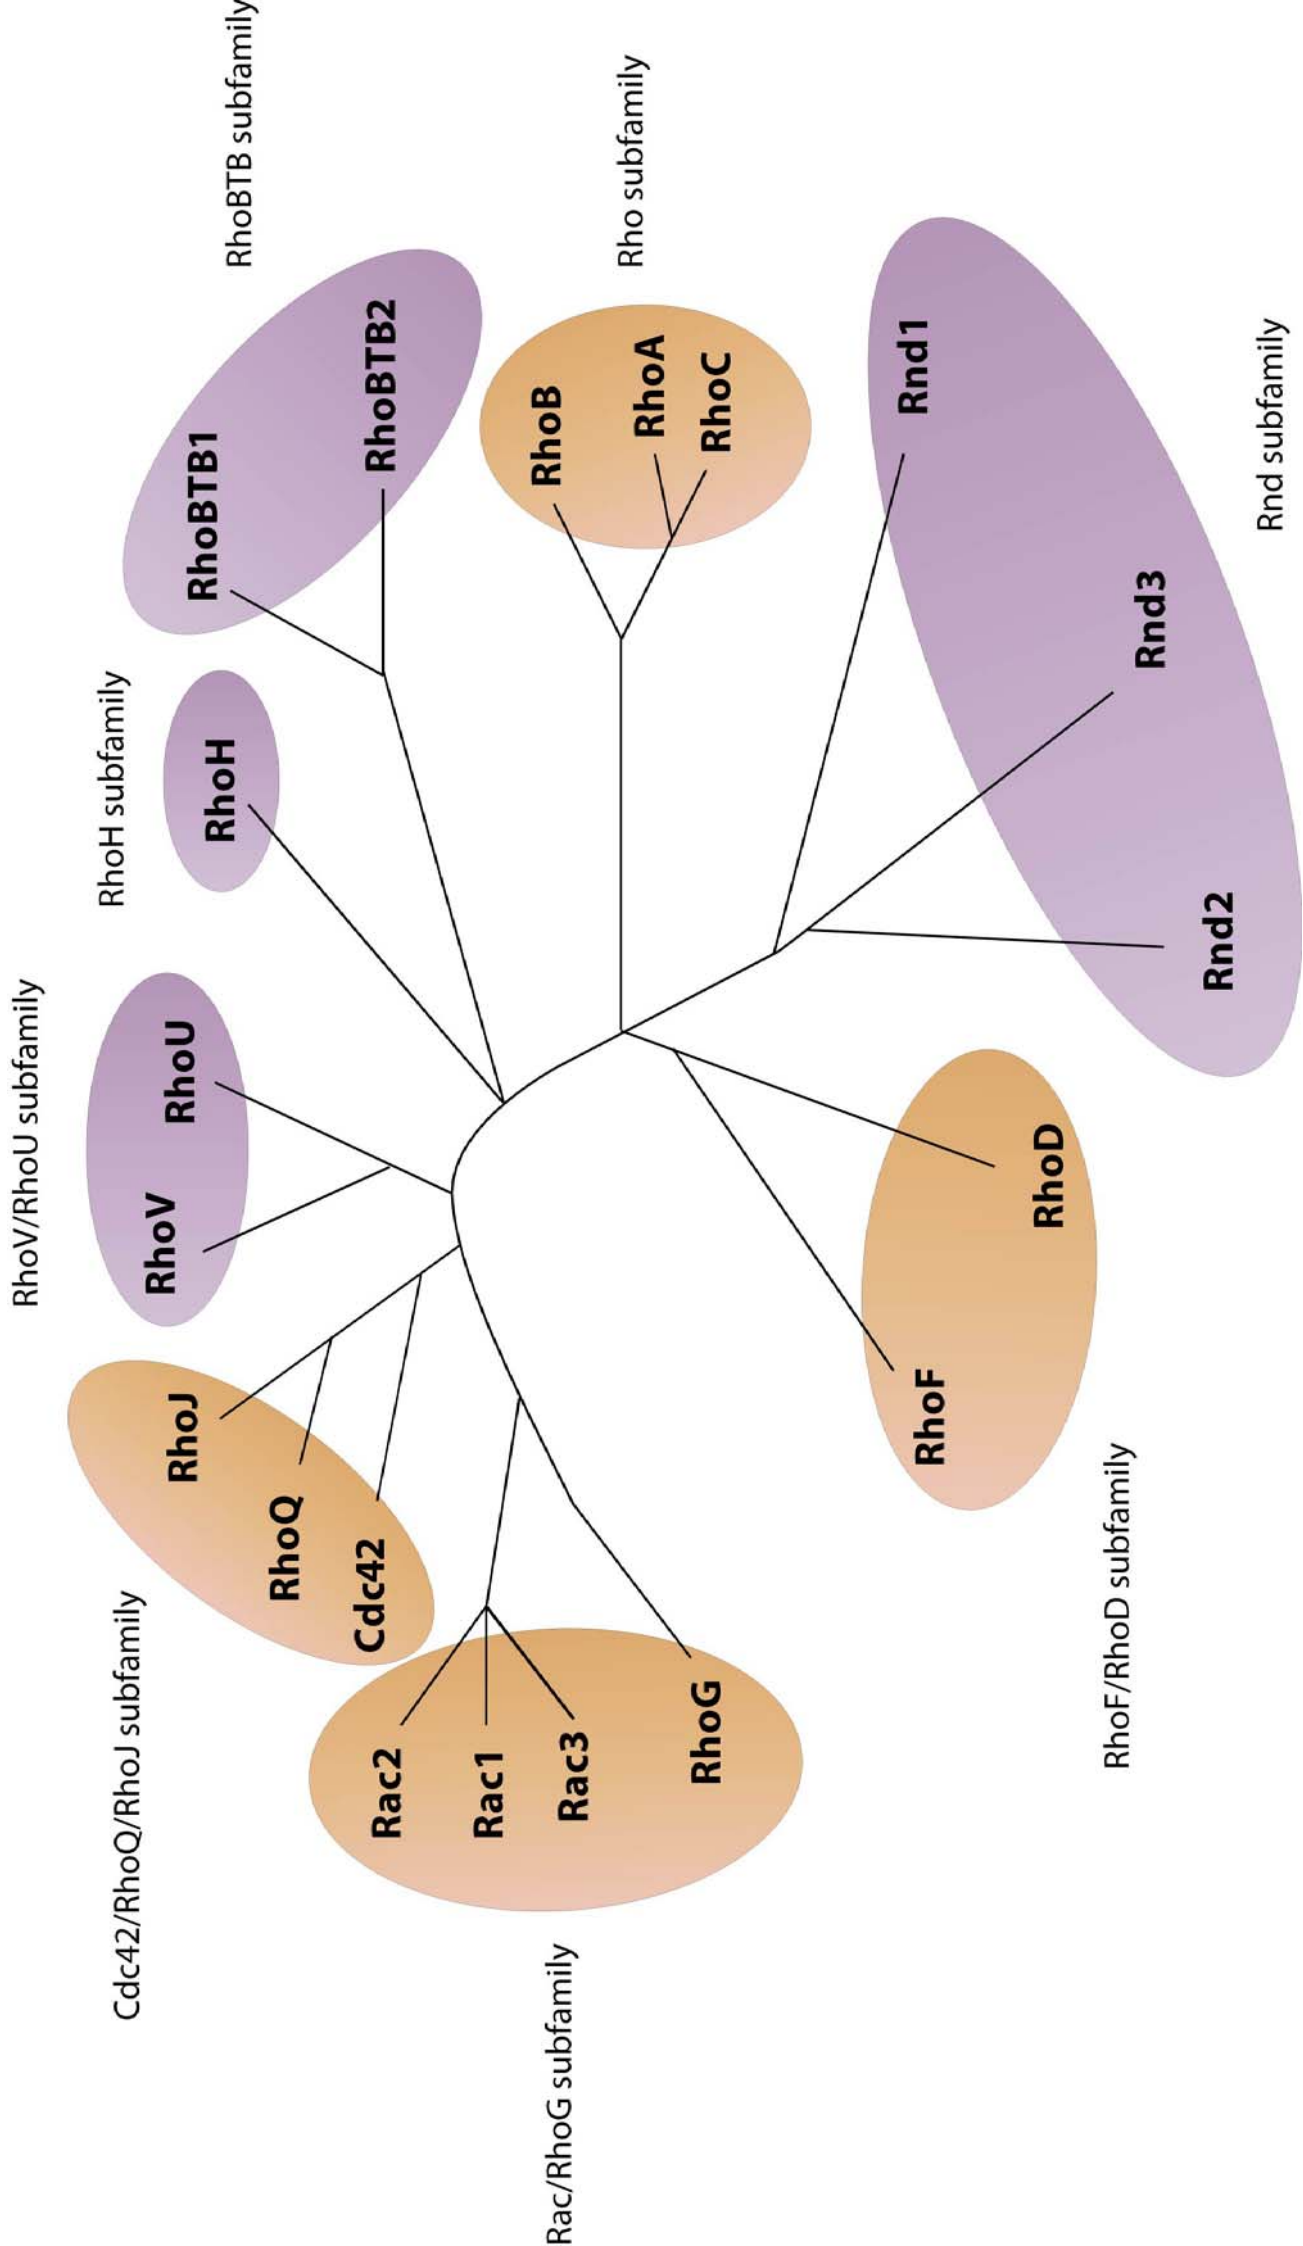 RhoV/RhoU subfamily
RhoH subfamily
RhoBTB subfamily
Cdc42/RhoQ/RhoJ subfamily
RhoV
RhoU
RhoH
RhoBTB1
RhoJ
RhoBTB2
RhoQ
Cdc42
Rac2
Rac1
Rac3
RhoG
Rac/RhoG subfamily
RhoB
RhoA
RhoC
Rho subfamily
Rnd1
RhoF
RhoD
Rnd3
Rnd2
RhoF/RhoD subfamily
Rnd subfamily